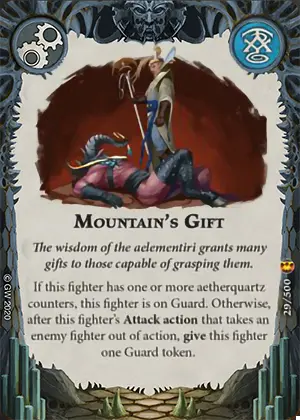 MOUNTAIN'S GIFT
The wisdom of the aelementiri grants many
gifts to those capable of grasping them.
If this fighter has one or more aetherquartz
counters, this fighter is on Guard. Otherwise,
after this fighter's Attack action that takes an
enemy fighter out of action, give this fighter
one Guard token.
© GW 2020
29/500